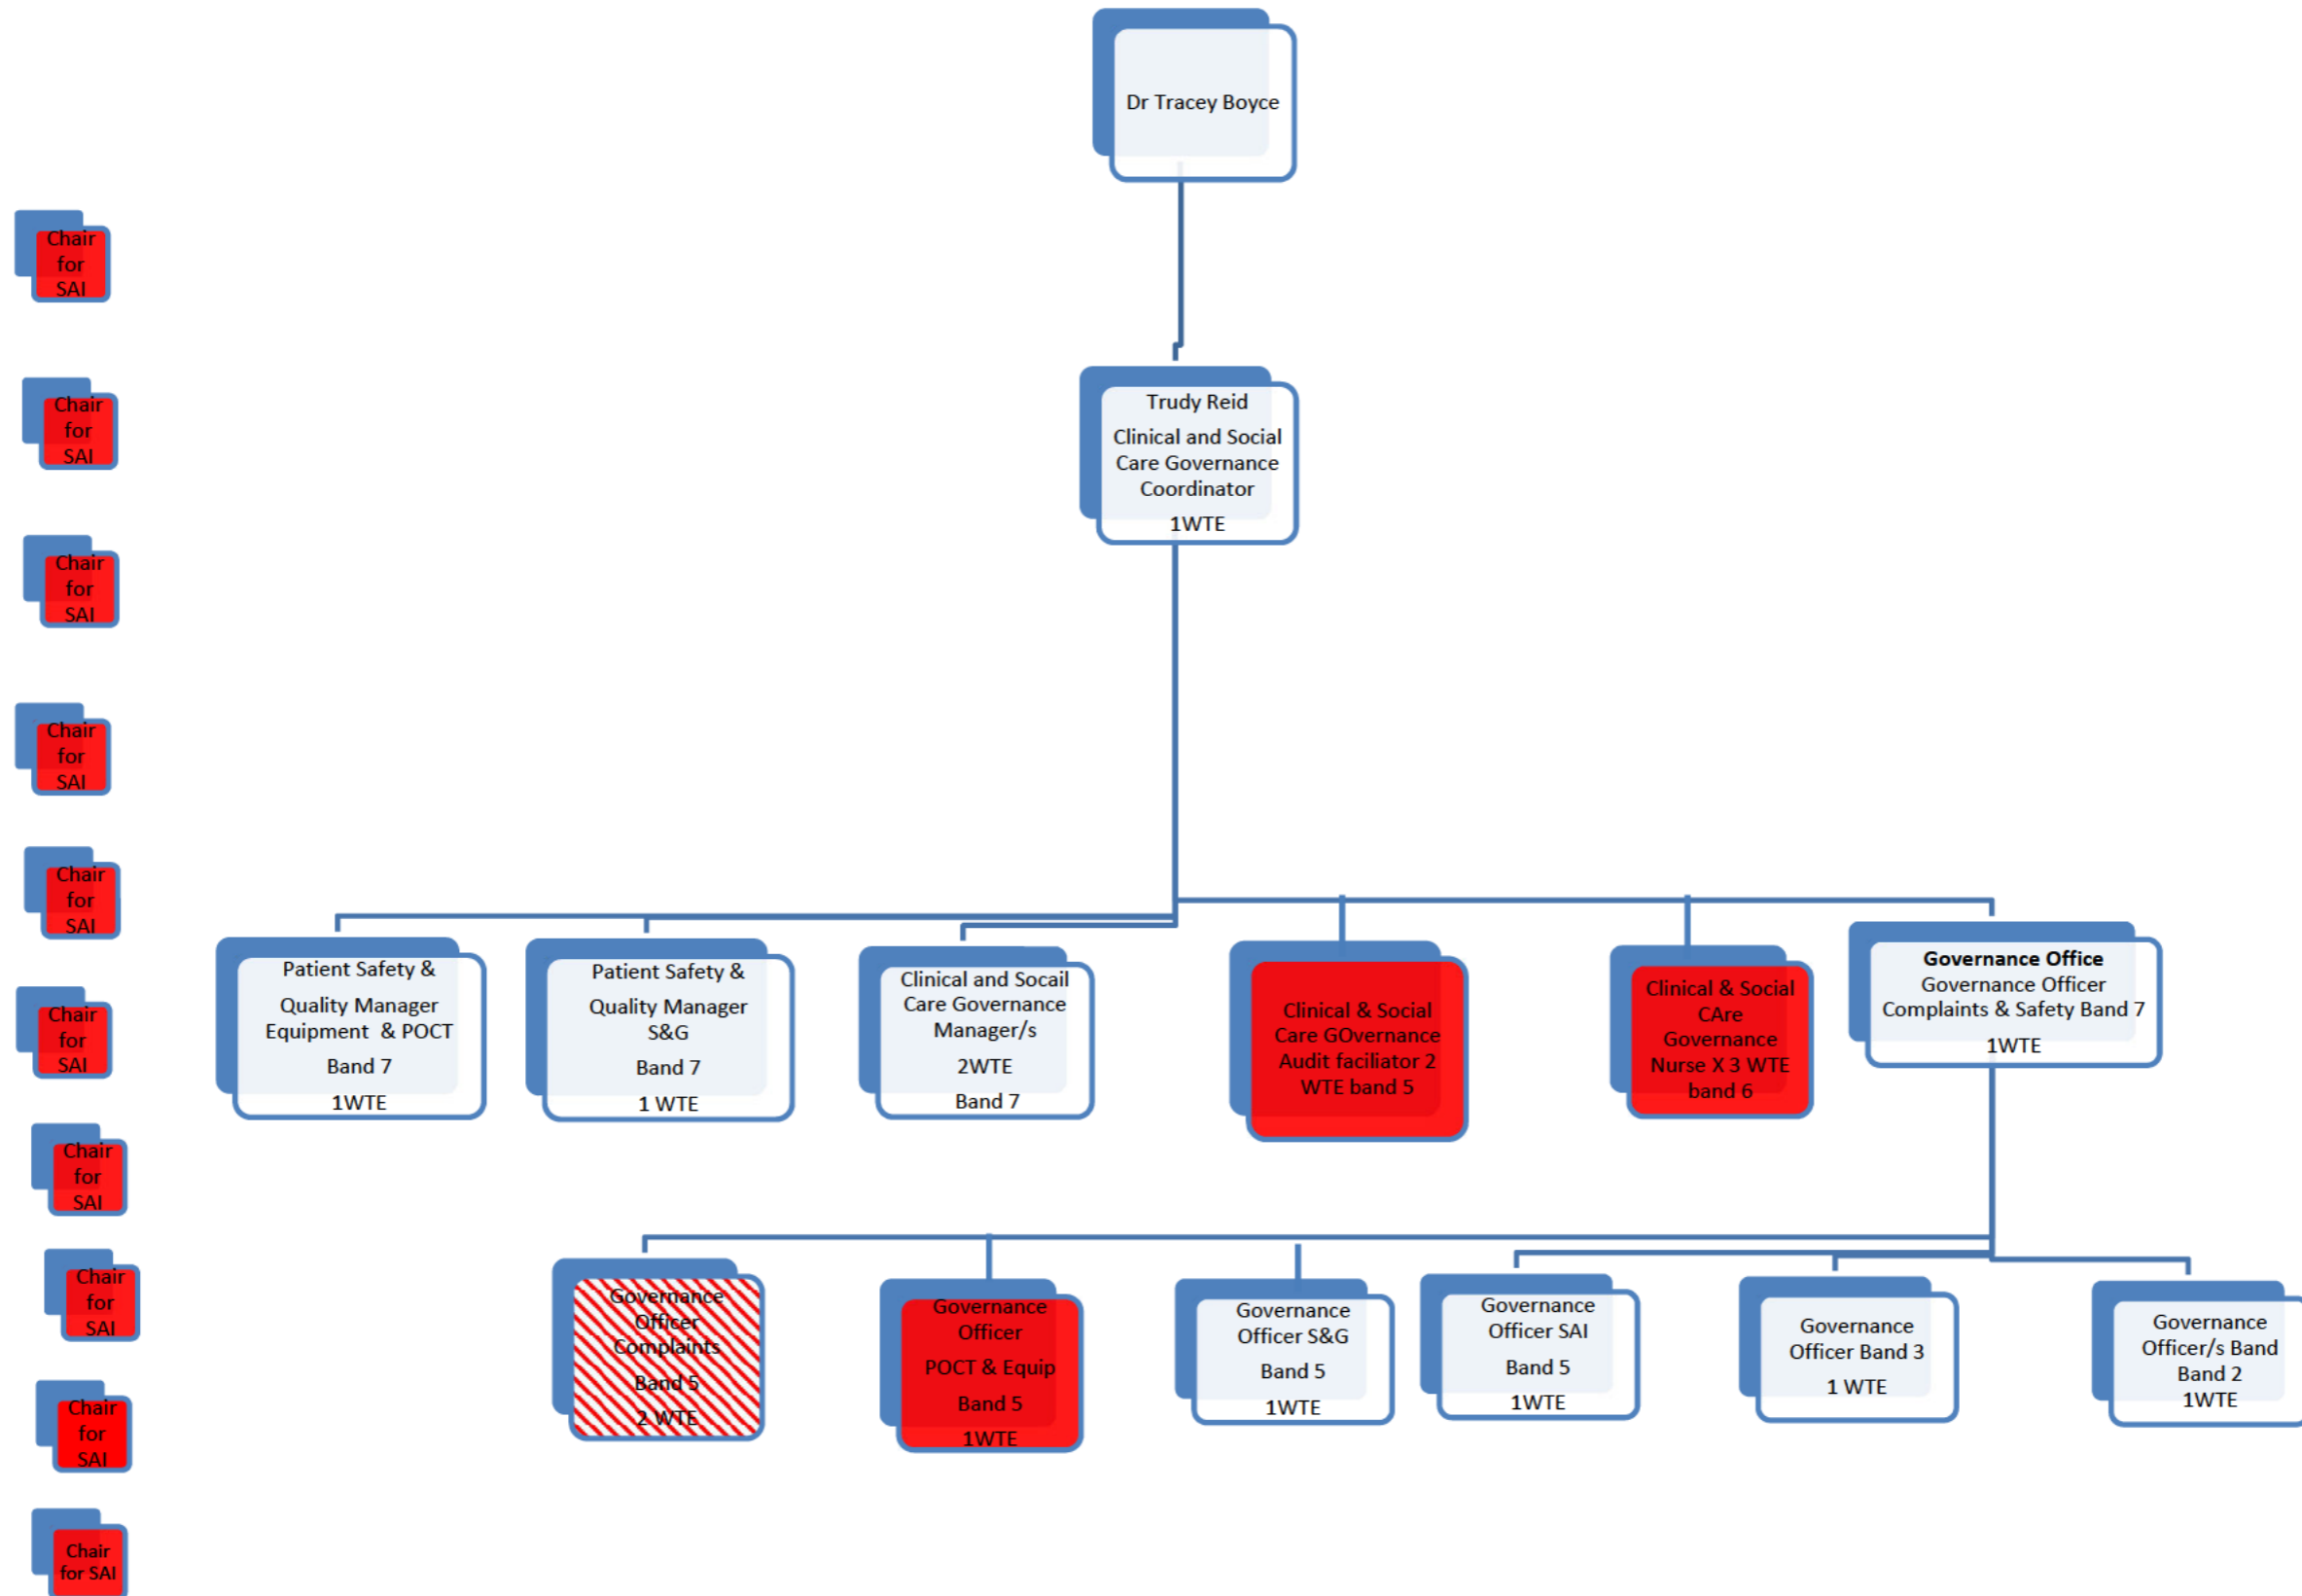 Dr Tracey Boyce
Chair
for
SAI
Chair
for
SAI
Trudy Reid
Clinical and Social
Care Governance
Coordinator
1WTE
Chair
for
SAI
Chair
for
SAI
Chair
for
SAI
Chair
for
SAI
Patient Safety &
Quality Manager
Equipment & POCT
Band 7
1WTE
Patient Safety &
Quality Manager
S&G
Band 7
1 WTE
Clinical and Socail
Care Governance
Manager/s
2WTE
Band 7
Clinical & Social
Care GOvernance
Audit faciliator 2
WTE band 5
Clinical & Social
CAre
Governance
Nurse X 3 WTE
band 6
Governance Office
Governance Officer
Complaints & Safety Band 7
1WTE
Chair
for
SAI
Chair
for
SAI
Governance
Officer
Complaints
Band 5
2 WTE
Governance
Officer
POCT & Equip
Band 5
1WTE
Governance
Officer S&G
Band 5
1WTE
Governance
Officer SAI
Band 5
1WTE
Governance
Officer Band 3
1 WTE
Governance
Officer/s Band
Band 2
1WTE
Chair
for
SAI
Chair
for SAI